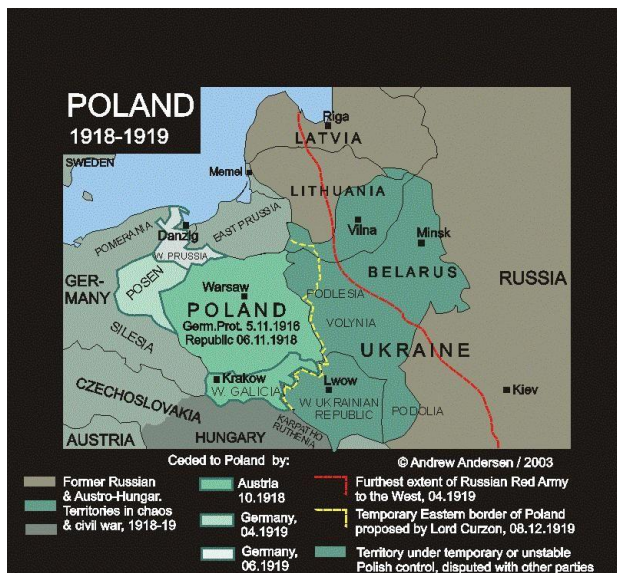 POLAND
1918-1919
SWEDEN
Riga
LATVIA
Memel
LITHUANIA
Vilna
Minsk
BELARUS
RUSSIA
POMERANIA
Danzig
EAST PRUSSIA
W. PRUSSIA
GER-
MANY
POSEN
Warsaw
POLAND
Germ.Prot. 5.11.1916
Republic 06.11.1918
PODLESIA
VOLYNIA
UKRAINE
SILESIA
Krakow
W. GALICIA
Lwow
W. UKRAINIAN
REPUBLIC
PODOLIA
Kiev
CZECHOSLOVAKIA
KARPATHO
RUTHENIA
AUSTRIA
HUNGARY
Ceded to Poland by:
© Andrew Andersen / 2003
Former Russian
& Austro-Hungar.
Territories in chaos
& civil war, 1918-19
Austria
10.1918
Germany,
04.1919
Germany,
06.1919
Furthest extent of Russian Red Army
to the West, 04.1919
Temporary Eastern border of Poland
proposed by Lord Curzon, 08.12.1919
Territory under temporary or unstable
Polish control, disputed with other parties